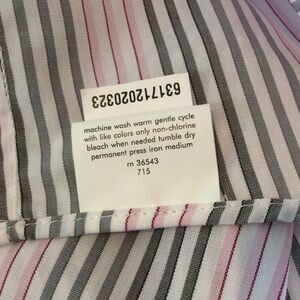 631712020323
machine wash warm gentle cycle
with like colors only non-chlorine
bleach when needed tumble dry
permanent press iron medium
rn 36543
715